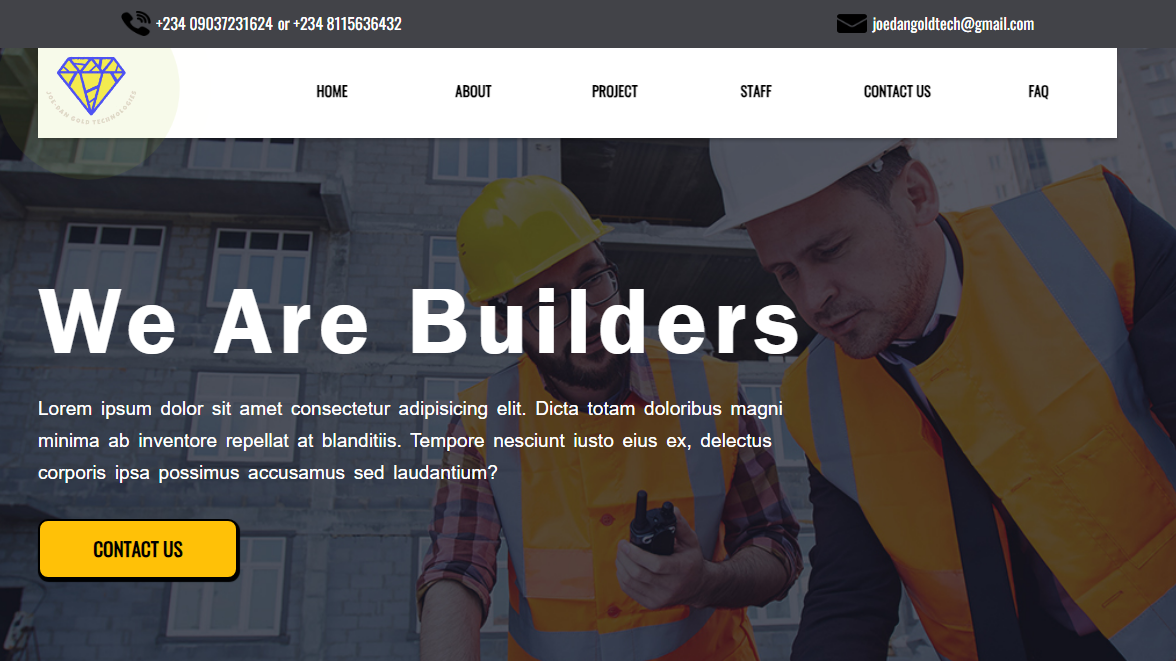 +234 09037231624 or +234 8115636432
joedangoldtech@gmail.com
JOE-DAN GOLD TECHNOLOGIES
HOME
ABOUT
PROJECT
STAFF
CONTACT US
FAQ
We Are Builders
Lorem ipsum dolor sit amet consectetur adipisicing elit. Dicta totam doloribus magni
minima ab inventore repellat at blanditiis. Tempore nesciunt iusto eius ex, delectus
corporis ipsa possimus accusamus sed laudantium?
CONTACT US